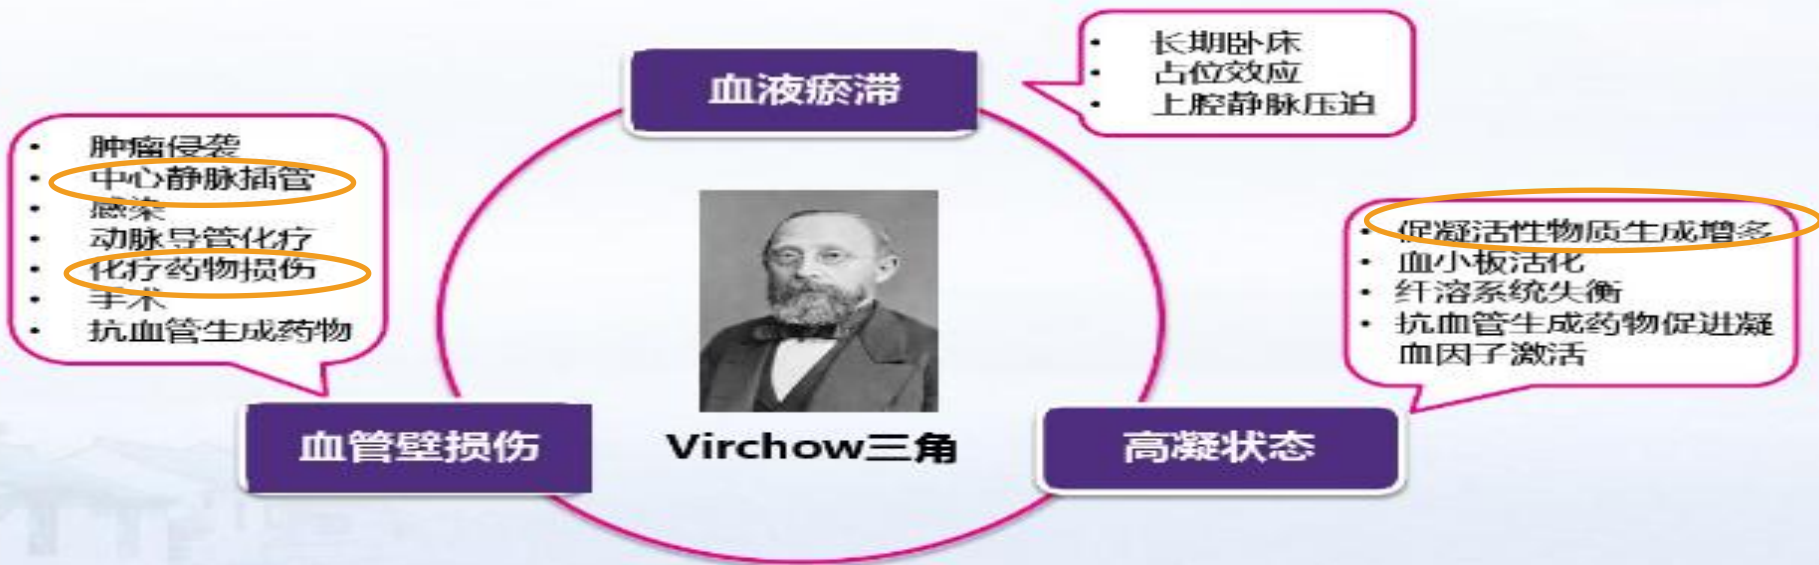 血液瘀滞
• 长期卧床
• 占位效应
• 上腔静脉压迫
• 肿瘤侵袭
• 中心静脉插管
• 感染
• 动脉导管化疗
• 化疗药物损伤
• 手术
• 抗血管生成药物
血管壁损伤
Virchow三角
• 促凝活性物质生成增多
• 血小板活化
• 纤溶系统失衡
• 抗血管生成药物促进凝
血因子激活
高凝状态